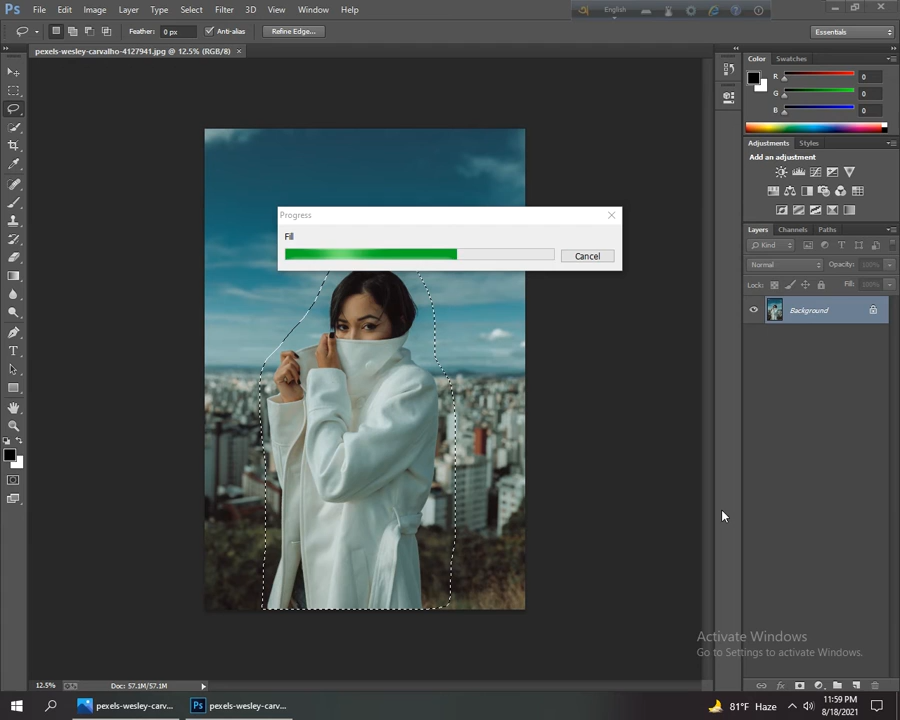 Ps File Edit Image Layer Type Select Filter 3D View Window Help
English
Feather: 0 px Anti-alias Refine Edge... Essentials
pexels-wesley-carvalho-4127941.jpg @ 12.5% (RGB/8) ×
Color Swatches
R 0
G 0
B 0
Adjustments Styles
Add an adjustment
Layers Channels Paths
Kind
Normal Opacity: 100%
Lock: Fill: 100%
Background
Progress
Fill
Cancel
Activate Windows
Go to Settings to activate Windows.
12.5% Doc: 57.1M/57.1M
pexels-wesley-carv... Ps pexels-wesley-carv... 81°F Haze 11:59 PM
8/18/2021